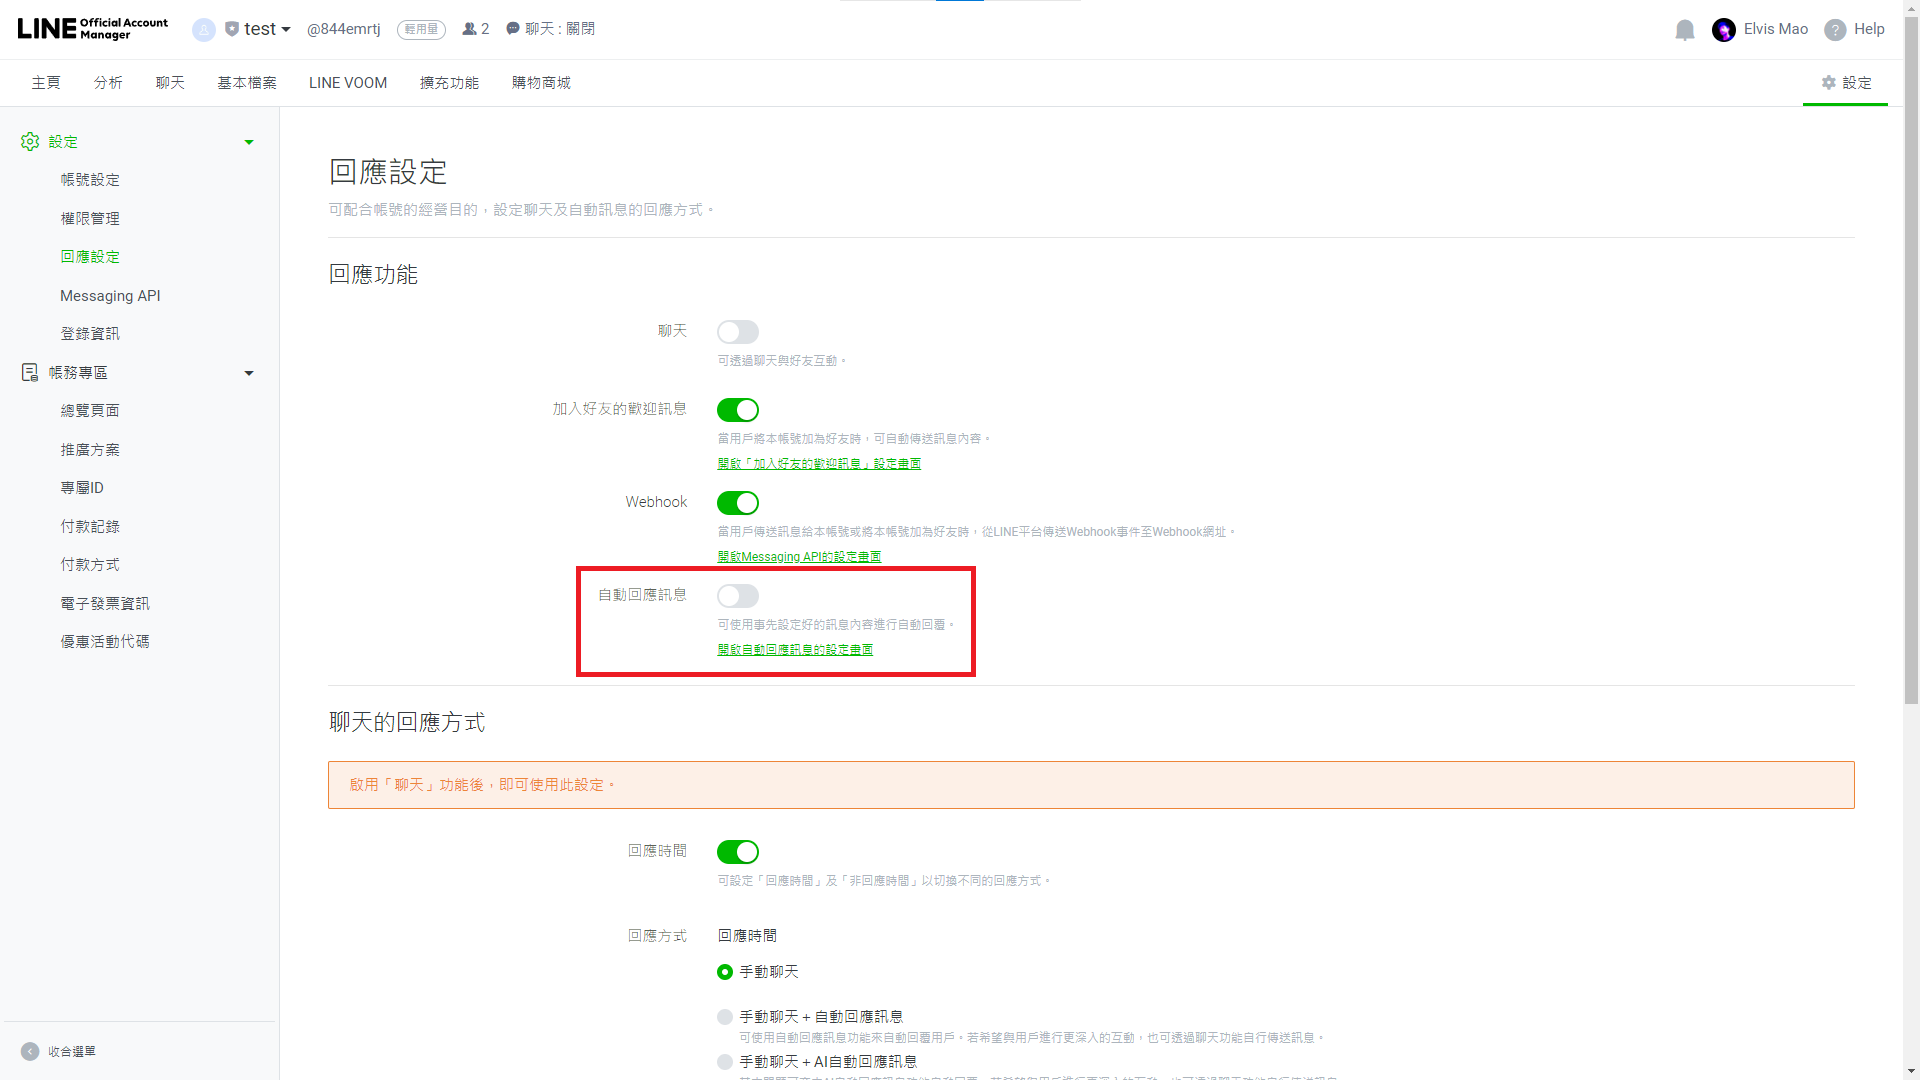 LINE Official Account Manager
test
@844emrtj
輕用量
2
聊天 : 關閉
Elvis Mao
Help
主頁
分析
聊天
基本檔案
LINE VOOM
擴充功能
購物商城
設定
設定
帳號設定
權限管理
回應設定
Messaging API
登錄資訊
帳務專區
總覽頁面
推廣方案
專屬ID
付款記錄
付款方式
電子發票資訊
優惠活動代碼
收合選單
回應設定
可配合帳號的經營目的，設定聊天及自動訊息的回應方式。
回應功能
聊天
可透過聊天與好友互動。
加入好友的歡迎訊息
當用戶將本帳號加為好友時，可自動傳送訊息內容。
開啟「加入好友的歡迎訊息」設定畫面
Webhook
當用戶傳送訊息給本帳號或將本帳號加為好友時，從LINE平台傳送Webhook事件至Webhook網址。
開啟Messaging API的設定畫面
自動回應訊息
可使用事先設定好的訊息內容進行自動回覆。
開啟自動回應訊息的設定畫面
聊天的回應方式
啟用「聊天」功能後，即可使用此設定。
回應時間
可設定「回應時間」及「非回應時間」以切換不同的回應方式。
回應方式
回應時間
手動聊天
手動聊天 + 自動回應訊息
可使用自動回應訊息功能來自動回覆用戶。若希望與用戶進行更深入的互動，也可透過聊天功能自行傳送訊息。
手動聊天 + AI自動回應訊息